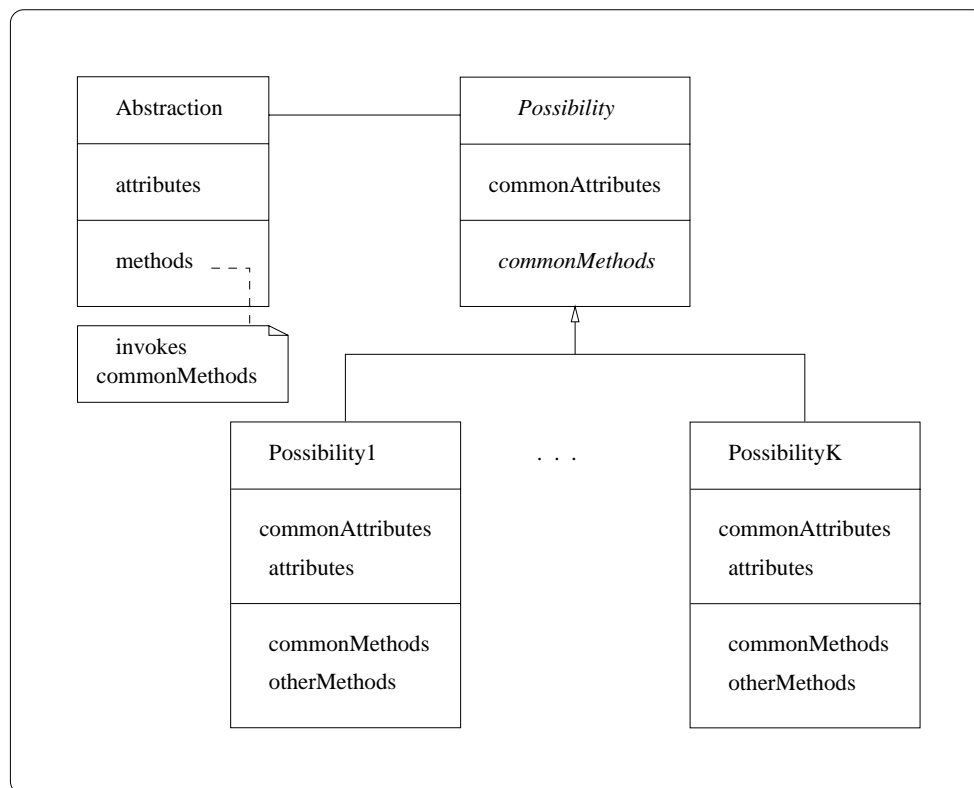 Abstraction
attributes
methods
invokes
commonMethods
Possibility
commonAttributes
commonMethods
Possibility1
commonAttributes
attributes
commonMethods
otherMethods
. . .
PossibilityK
commonAttributes
attributes
commonMethods
otherMethods